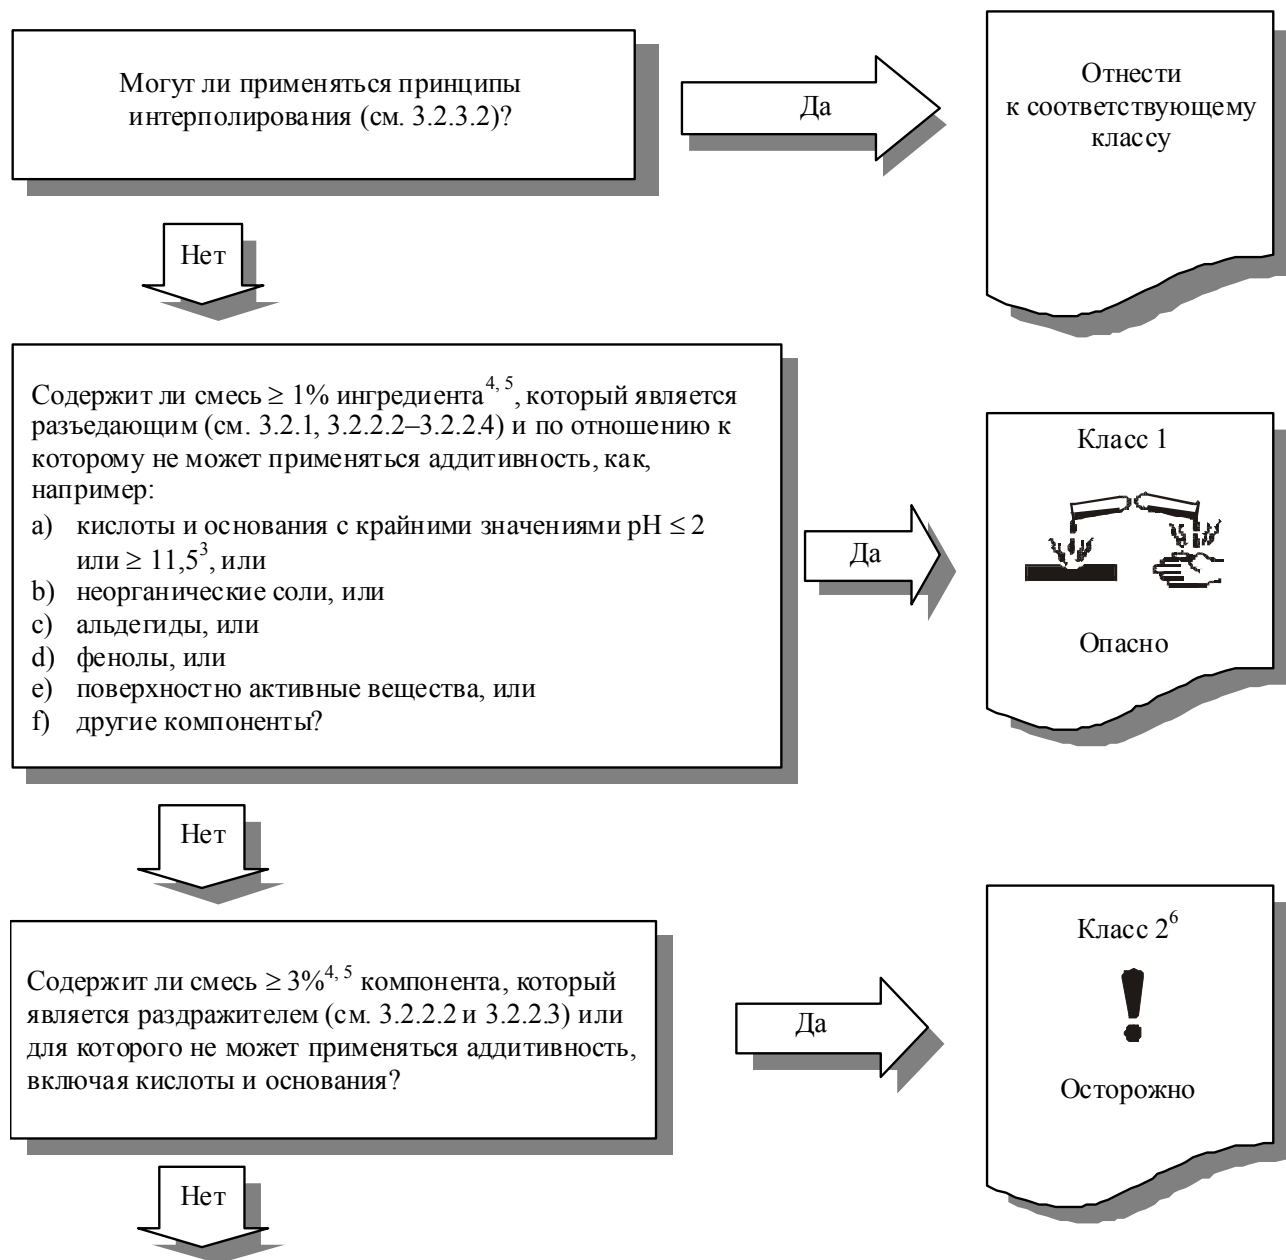 Могут ли применяться принципы
интерполирования (см. 3.2.3.2)?
Да
Отнести
к соответствующему
классу
Нет
Содержит ли смесь ≥ 1% ингредиента4, 5, который является
разъедающим (см. 3.2.1, 3.2.2.2–3.2.2.4) и по отношению к
которому не может применяться аддитивность, как,
например:
a) кислоты и основания с крайними значениями pH ≤ 2
или ≥ 11,53, или
b) неорганические соли, или
c) альдегиды, или
d) фенолы, или
e) поверхностно активные вещества, или
f) другие компоненты?
Да
Класс 1
Опасно
Нет
Содержит ли смесь ≥ 3%4, 5 компонента, который
является раздражителем (см. 3.2.2.2 и 3.2.2.3) или
для которого не может применяться аддитивность,
включая кислоты и основания?
Да
Класс 26
Осторожно
Нет